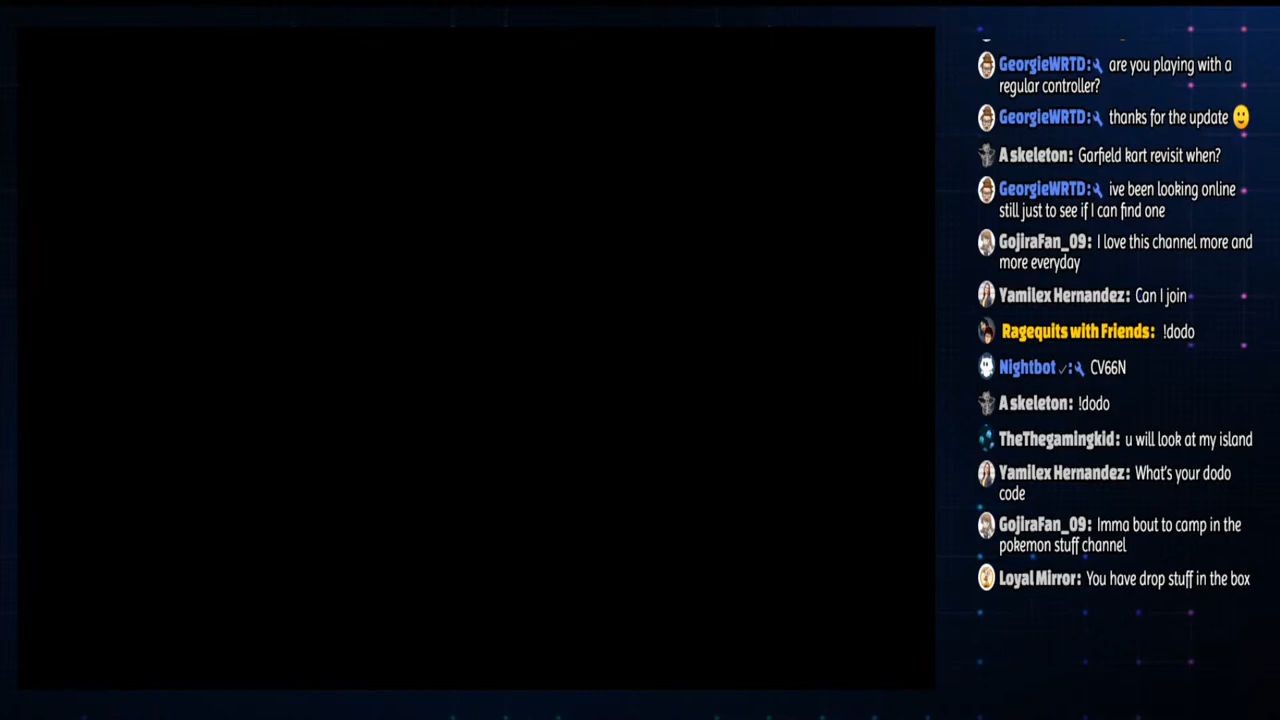 GeorgieWRTD: are you playing with a
regular controller?
GeorgieWRTD: thanks for the update
A skeleton: Garfield kart revisit when?
GeorgieWRTD: ive been looking online
still just to see if I can find one
GojiraFan_09: I love this channel more and
more everyday
Yamilex Hernandez: Can I join
Ragequits with Friends: !dodo
Nightbot ✓: CV66N
A skeleton: !dodo
TheThegamingkid: u will look at my island
Yamilex Hernandez: What's your dodo
code
GojiraFan_09: Imma bout to camp in the
pokemon stuff channel
Loyal Mirror: You have drop stuff in the box